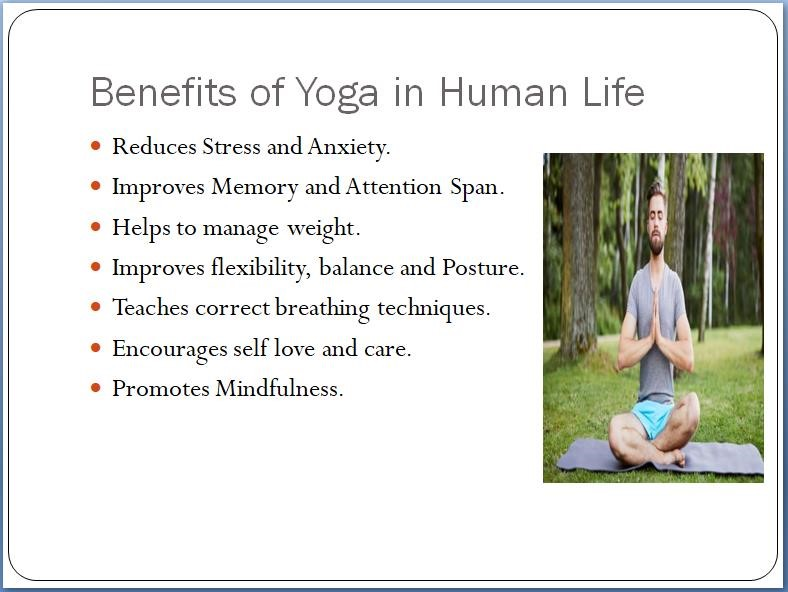 Benefits of Yoga in Human Life
• Reduces Stress and Anxiety.
• Improves Memory and Attention Span.
• Helps to manage weight.
• Improves flexibility, balance and Posture.
• Teaches correct breathing techniques.
• Encourages self love and care.
• Promotes Mindfulness.